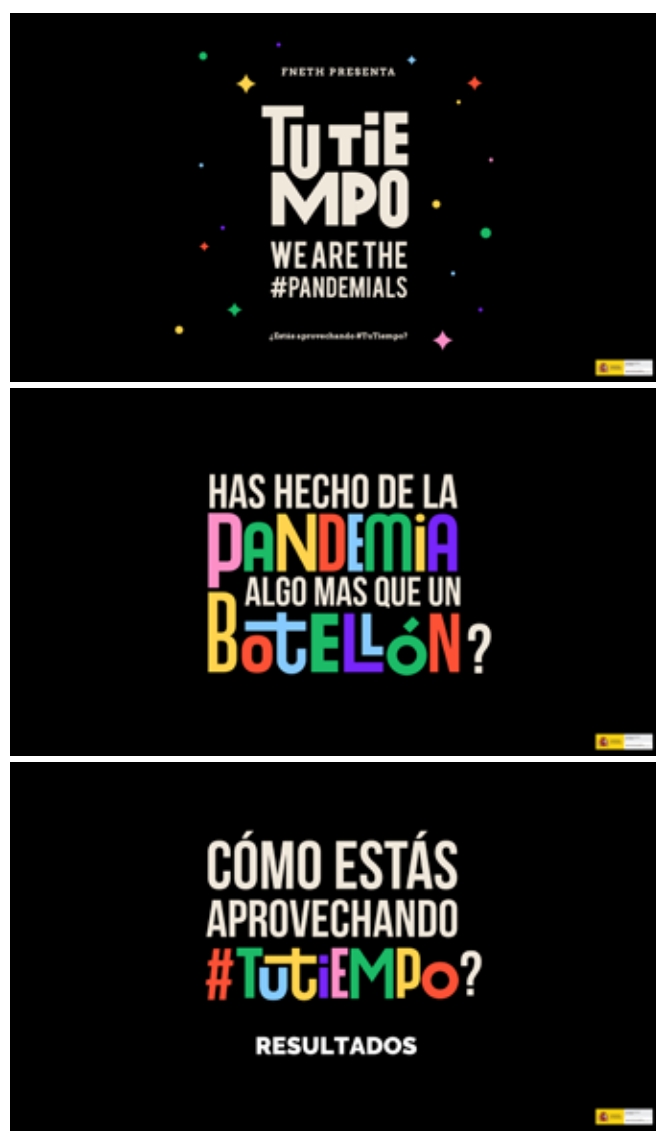 FNETH PRESENTA
TU TIE
MPO
WE ARE THE
#PANDEMIALS
¿Estás aprovechando #TuTiempo?
HAS HECHO DE LA
PANDEMIA
ALGO MAS QUE UN
BOTELLÓN?
CÓMO ESTÁS
APROVECHANDO
#TUTIEMPO?
RESULTADOS